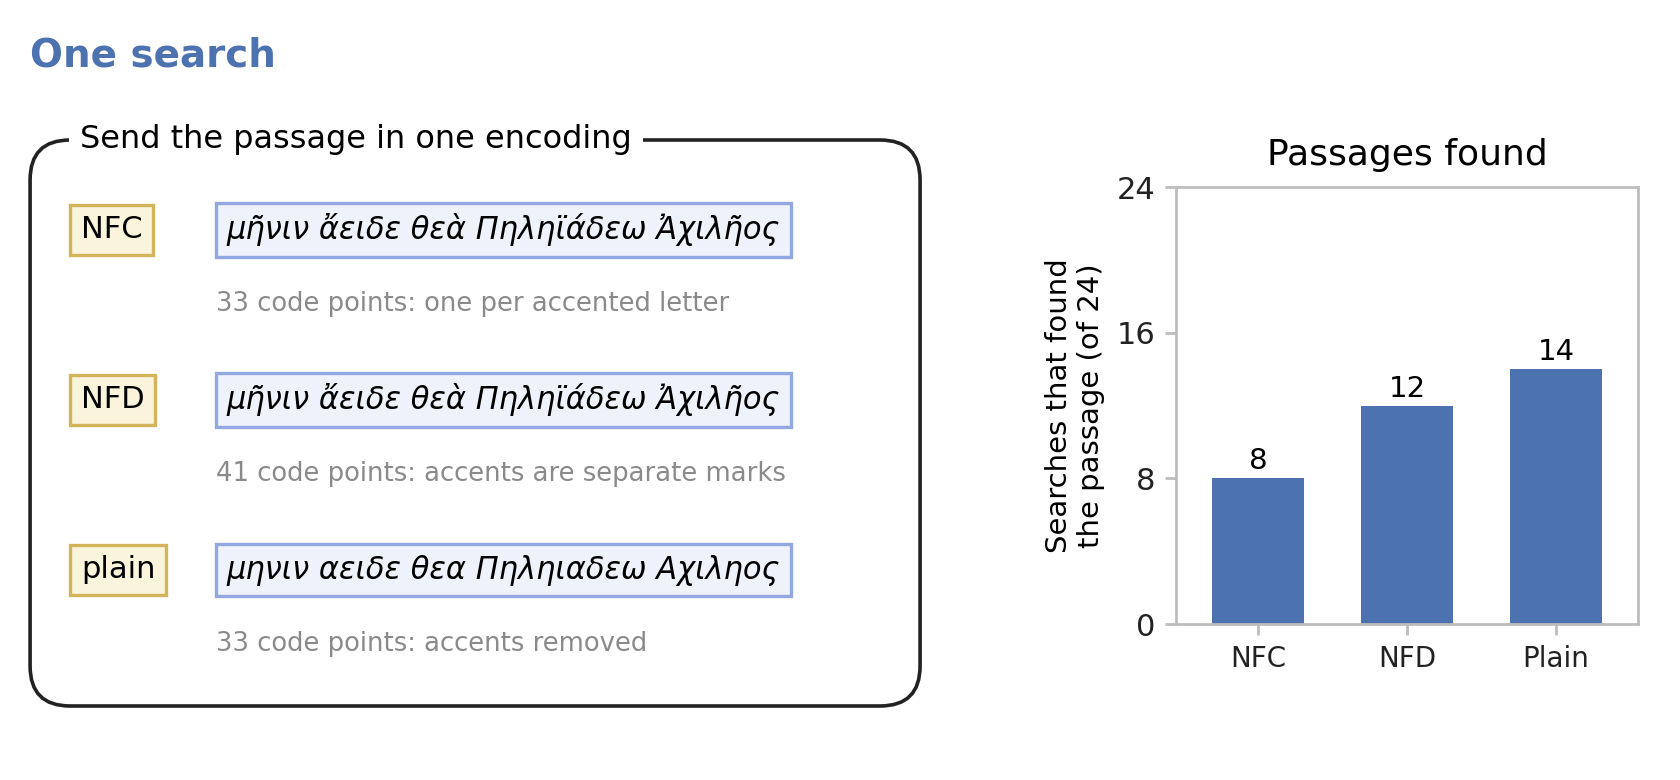 One search
Send the passage in one encoding
NFC
μῆνιν ἄειδε θεὰ Πηληϊάδεω Ἀχιλῆος
33 code points: one per accented letter
NFD
μῆνιν ἄειδε θεὰ Πηληϊάδεω Ἀχιλῆος
41 code points: accents are separate marks
plain
μηνιν αειδε θεα Πηληιαδεω Αχιληος
33 code points: accents removed
Passages found
Searches that found
the passage (of 24)
24
16
8
0
8
12
14
NFC
NFD
Plain